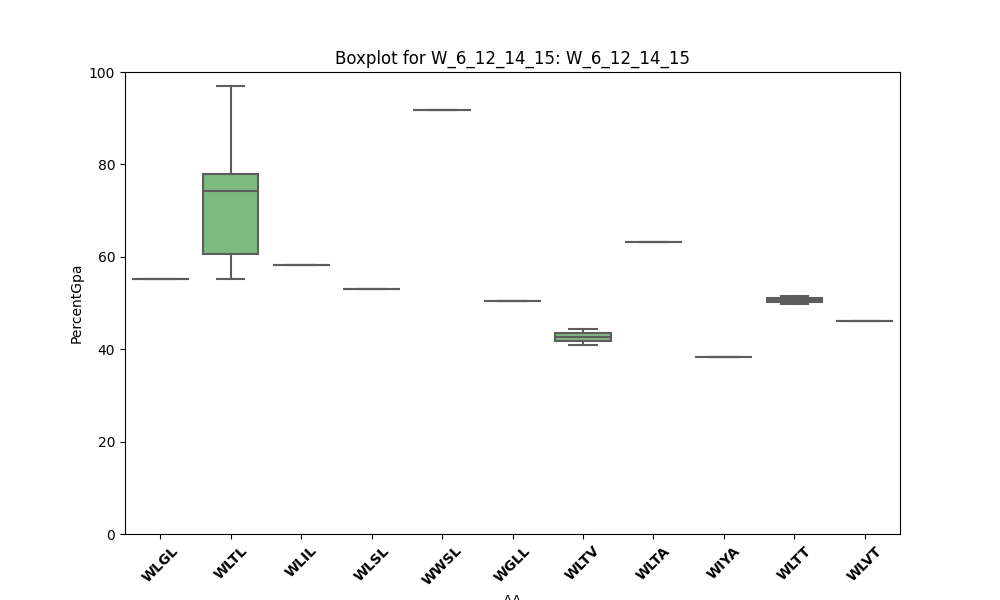 Boxplot for W_6_12_14_15: W_6_12_14_15
100
80
60
40
20
0
PercentGpa
WLGL
WLTL
WLIL
WLSL
WWSL
WGLL
WLTV
WLTA
WIYA
WLTT
WLVT
AA